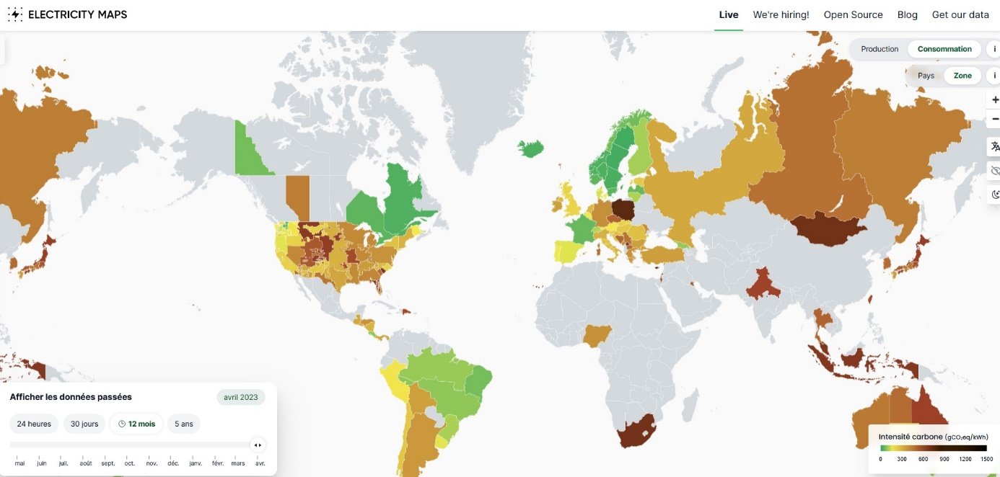 ELECTRICITY MAPS
Live We're hiring! Open Source Blog Get our data
Production Consommation i
Pays Zone i
+
−
Afficher les données passées avril 2023
24 heures 30 jours 12 mois 5 ans
mai juin juil. août sept. oct. nov. déc. janv. févr. mars avr.
Intensité carbone (gCO₂eq/kWh)
0 300 600 900 1200 1500